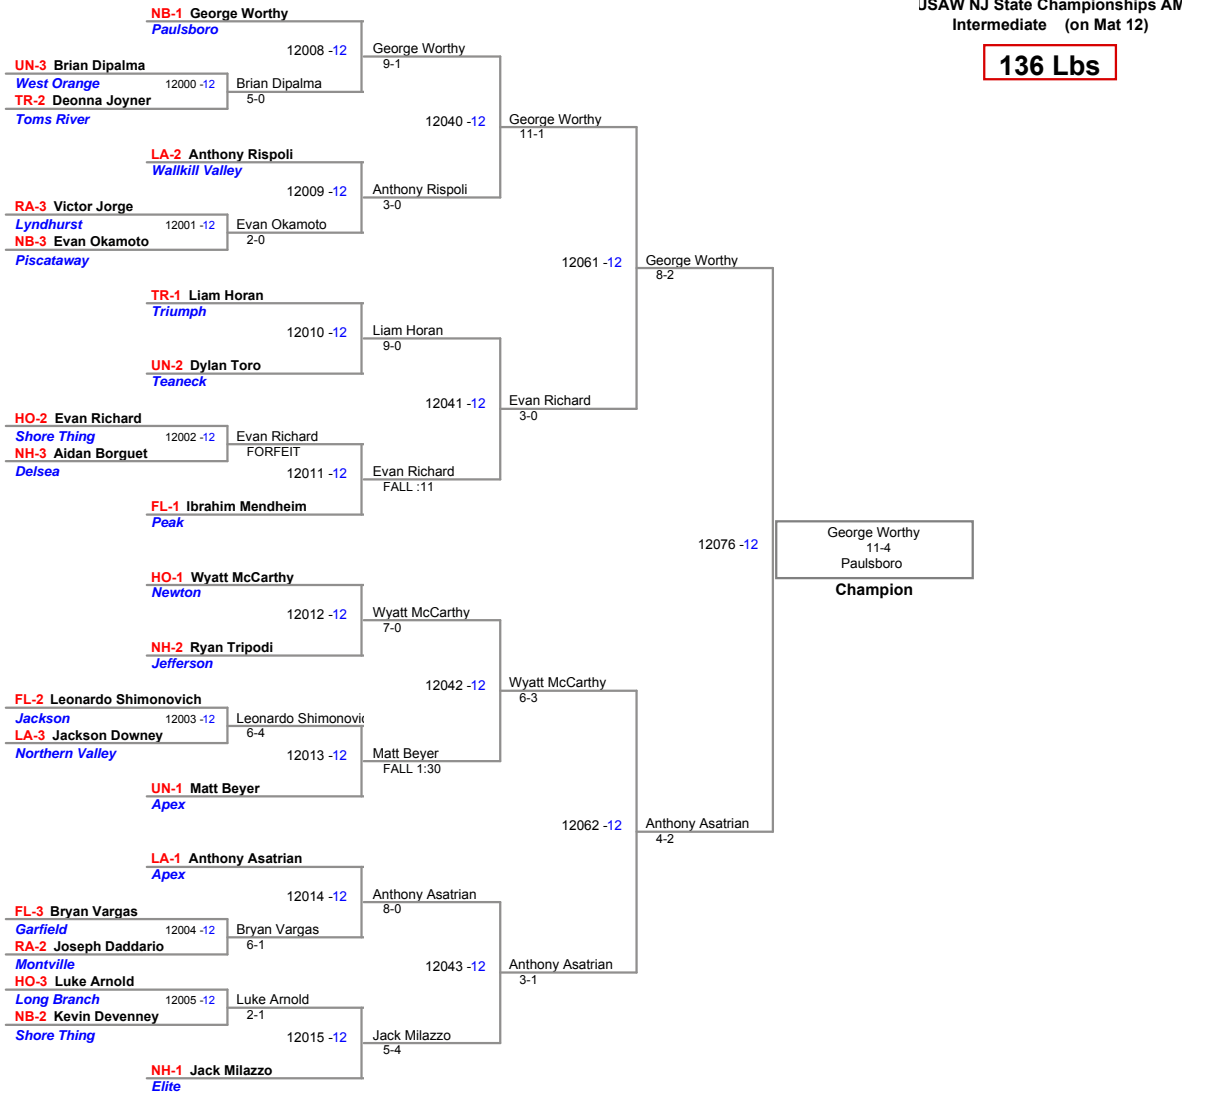 NB-1 George Worthy
Paulsboro
USAW NJ State Championships AM
Intermediate (on Mat 12)
136 Lbs
12008 -12
George Worthy
9-1
UN-3 Brian Dipalma
West Orange
12000 -12
Brian Dipalma
5-0
TR-2 Deonna Joyner
Toms River
12040 -12
George Worthy
11-1
LA-2 Anthony Rispoli
Wallkill Valley
12009 -12
Anthony Rispoli
3-0
RA-3 Victor Jorge
Lyndhurst
12001 -12
Evan Okamoto
2-0
NB-3 Evan Okamoto
Piscataway
12061 -12
George Worthy
8-2
TR-1 Liam Horan
Triumph
12010 -12
Liam Horan
9-0
UN-2 Dylan Toro
Teaneck
12041 -12
Evan Richard
3-0
HO-2 Evan Richard
Shore Thing
12002 -12
Evan Richard
FORFEIT
NH-3 Aidan Borguet
Delsea
12011 -12
Evan Richard
FALL :11
FL-1 Ibrahim Mendheim
Peak
12076 -12
George Worthy
11-4
Paulsboro
Champion
HO-1 Wyatt McCarthy
Newton
12012 -12
Wyatt McCarthy
7-0
NH-2 Ryan Tripodi
Jefferson
12042 -12
Wyatt McCarthy
6-3
FL-2 Leonardo Shimonovich
Jackson
12003 -12
Leonardo Shimonovic
6-4
LA-3 Jackson Downey
Northern Valley
12013 -12
Matt Beyer
FALL 1:30
UN-1 Matt Beyer
Apex
12062 -12
Anthony Asatrian
4-2
LA-1 Anthony Asatrian
Apex
12014 -12
Anthony Asatrian
8-0
FL-3 Bryan Vargas
Garfield
12004 -12
Bryan Vargas
6-1
RA-2 Joseph Daddario
Montville
12043 -12
Anthony Asatrian
3-1
HO-3 Luke Arnold
Long Branch
12005 -12
Luke Arnold
2-1
NB-2 Kevin Devenney
Shore Thing
12015 -12
Jack Milazzo
5-4
NH-1 Jack Milazzo
Elite